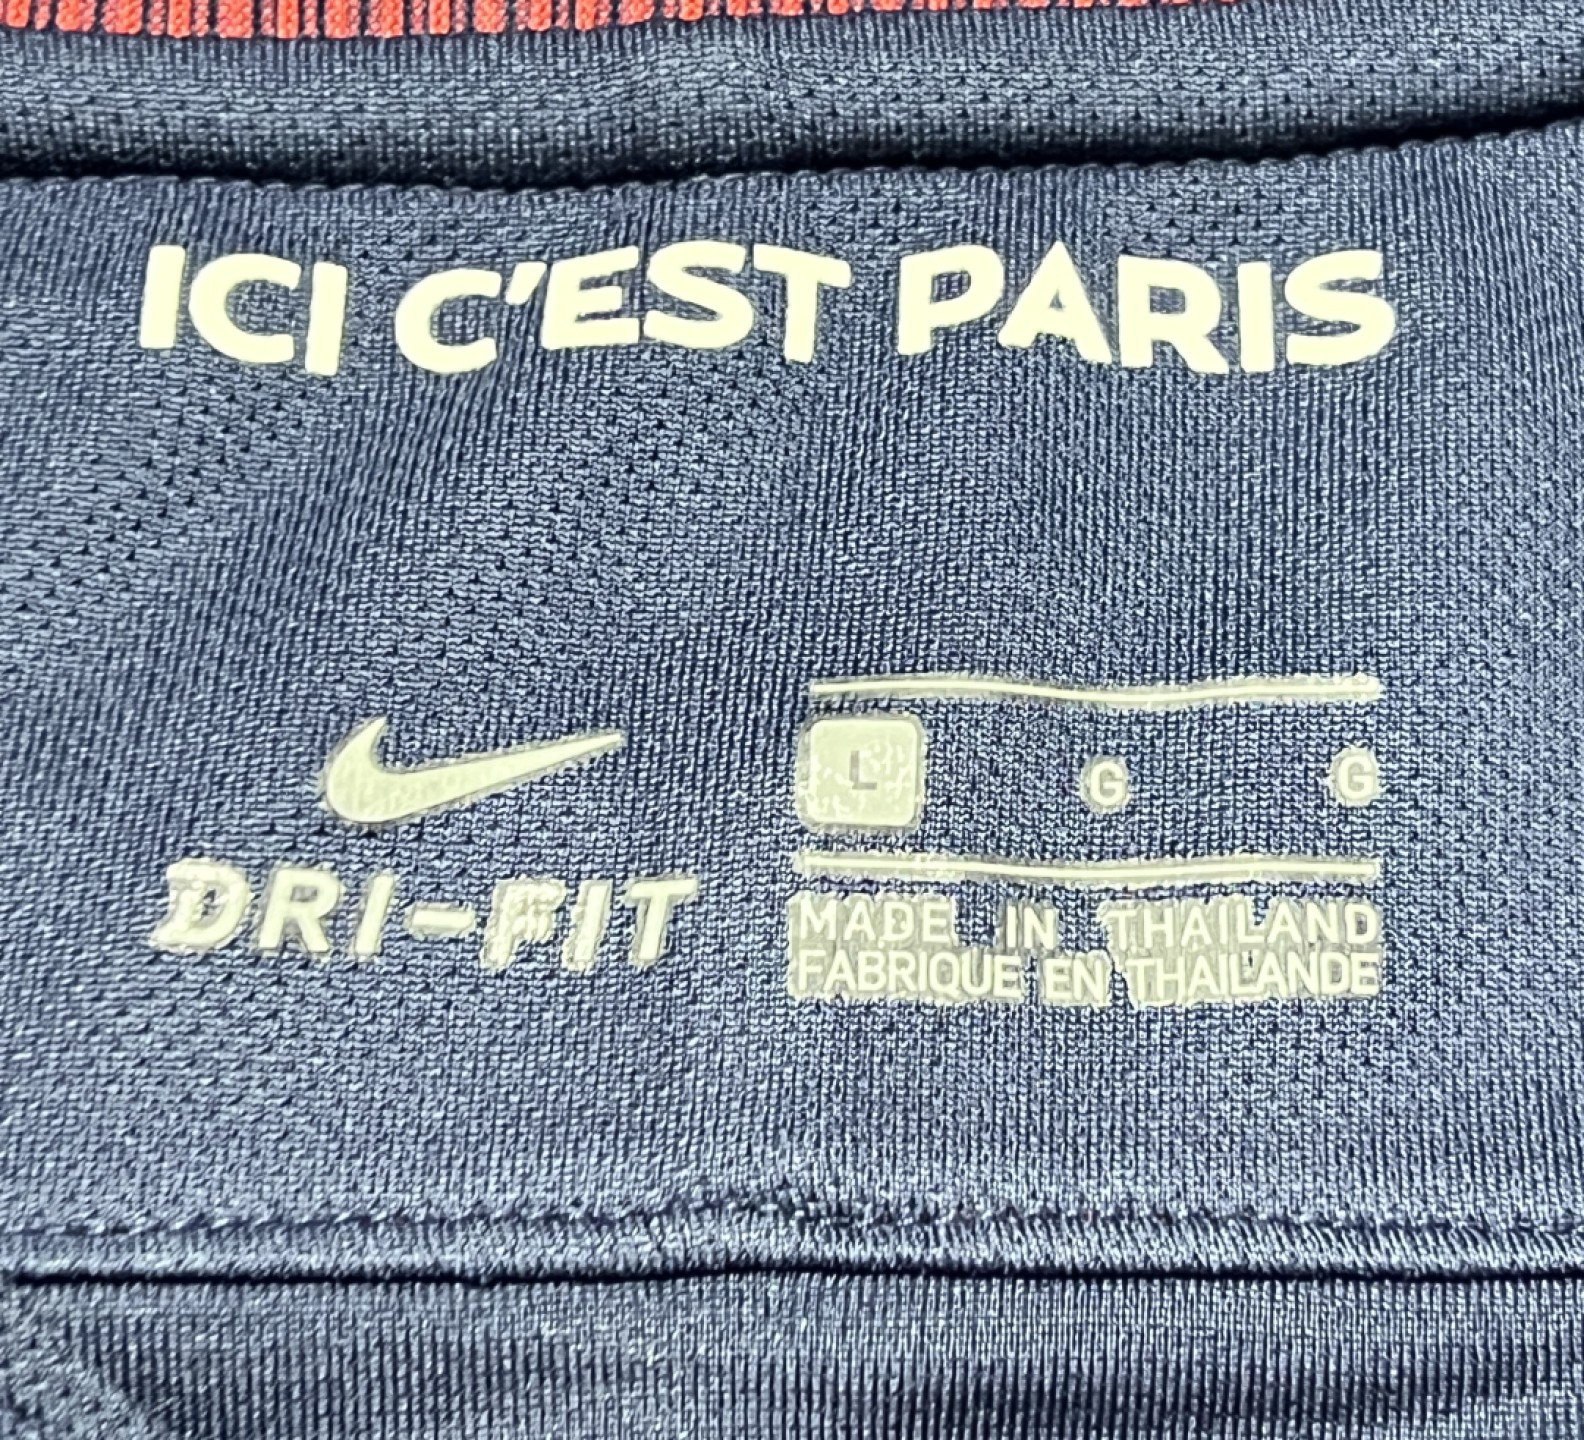 ICI C'EST PARIS
DRI-FIT
L G G
MADE IN THAILAND
FABRIQUE EN THAILANDE